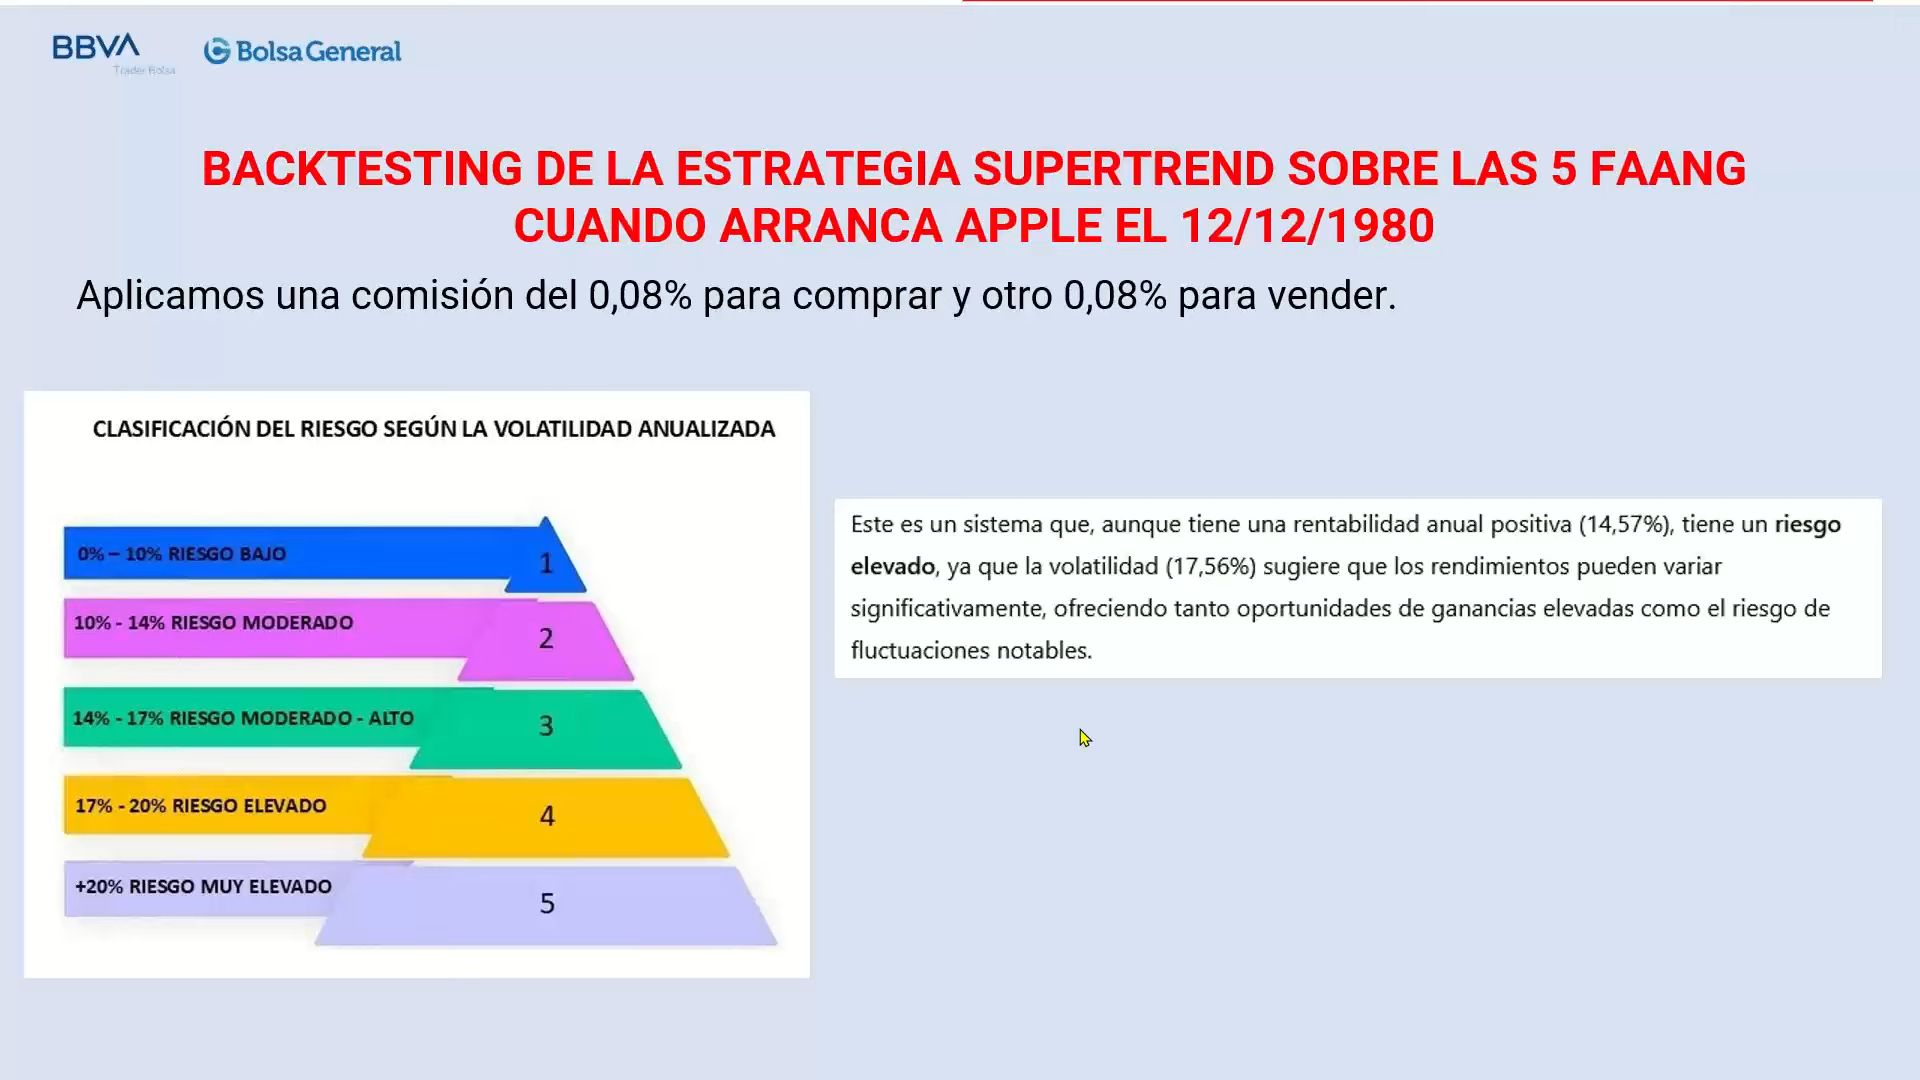 BBVA
Trader Bolsa
Bolsa General
BACKTESTING DE LA ESTRATEGIA SUPERTREND SOBRE LAS 5 FAANG
CUANDO ARRANCA APPLE EL 12/12/1980
Aplicamos una comisión del 0,08% para comprar y otro 0,08% para vender.
CLASIFICACIÓN DEL RIESGO SEGÚN LA VOLATILIDAD ANUALIZADA
0% – 10% RIESGO BAJO
1
10% - 14% RIESGO MODERADO
2
14% - 17% RIESGO MODERADO - ALTO
3
17% - 20% RIESGO ELEVADO
4
+20% RIESGO MUY ELEVADO
5
Este es un sistema que, aunque tiene una rentabilidad anual positiva (14,57%), tiene un riesgo
elevado, ya que la volatilidad (17,56%) sugiere que los rendimientos pueden variar
significativamente, ofreciendo tanto oportunidades de ganancias elevadas como el riesgo de
fluctuaciones notables.